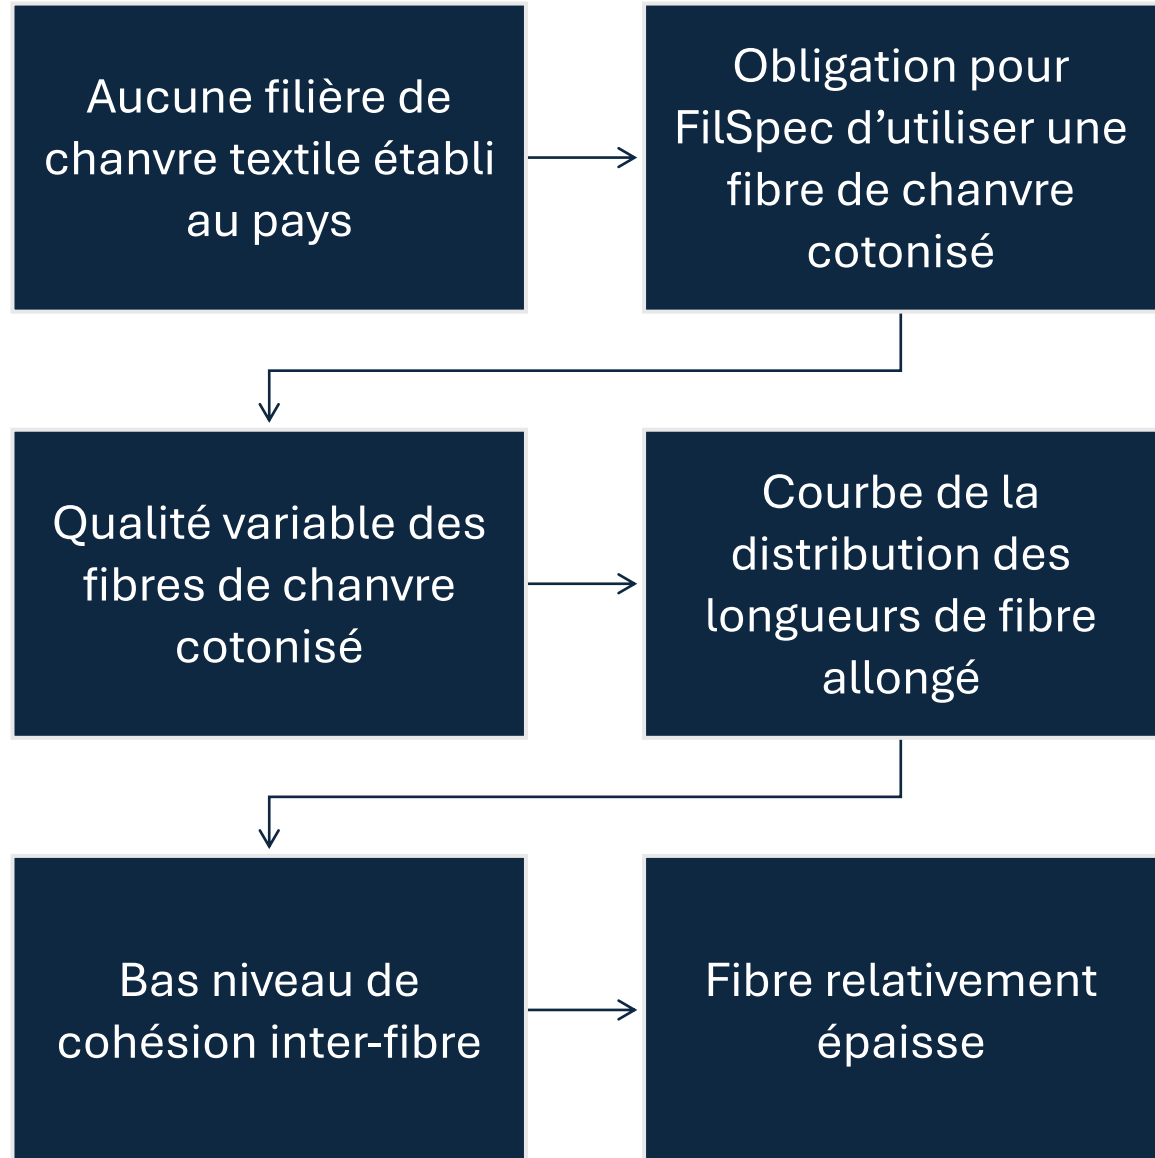 Aucune filière de
chanvre textile établi
au pays
Obligation pour
FilSpec d’utiliser une
fibre de chanvre
cotonisé
Qualité variable des
fibres de chanvre
cotonisé
Courbe de la
distribution des
longueurs de fibre
allongé
Bas niveau de
cohésion inter-fibre
Fibre relativement
épaisse